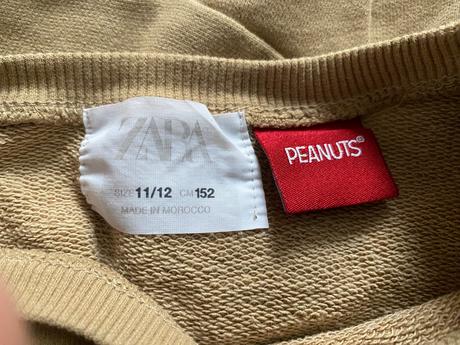 ZARA
SIZE 11/12 CM 152
MADE IN MOROCCO
PEANUTS®